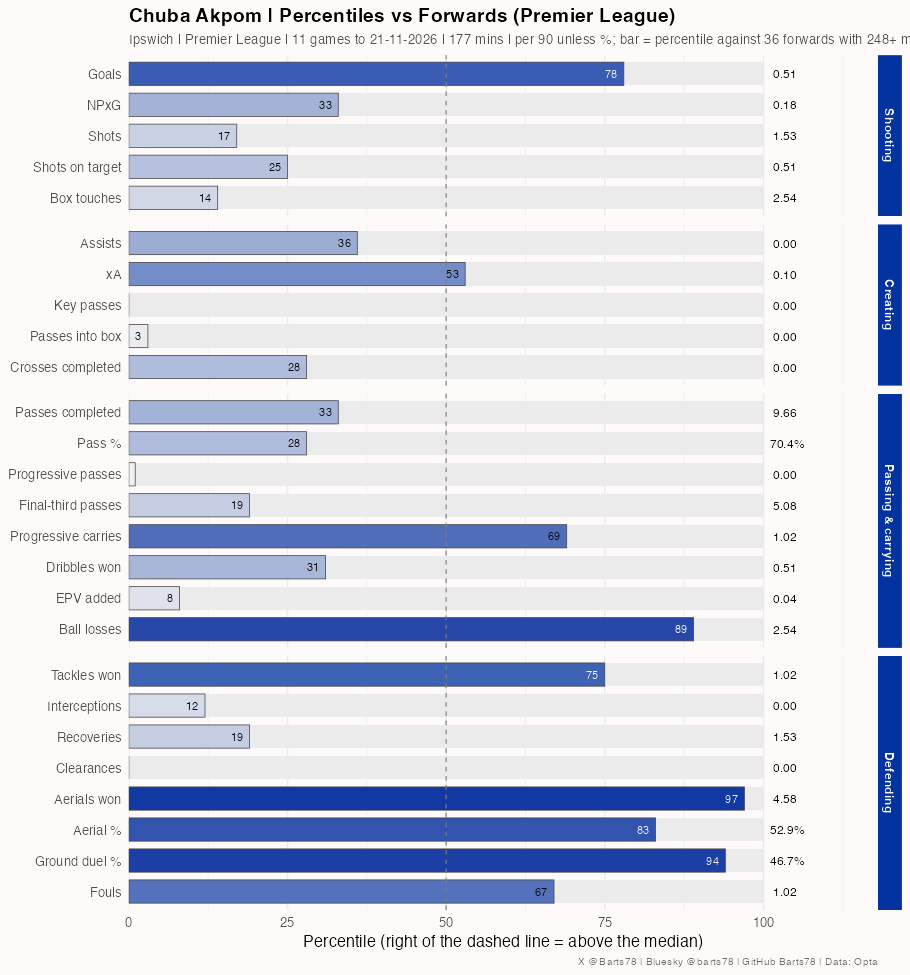 Chuba Akpom | Percentiles vs Forwards (Premier League)
Ipswich | Premier League | 11 games to 21-11-2026 | 177 mins | per 90 unless %; bar = percentile against 36 forwards with 248+ m
Goals 78 0.51
NPxG 33 0.18
Shots 17 1.53
Shots on target 25 0.51
Box touches 14 2.54
Shooting
Assists 36 0.00
xA 53 0.10
Key passes 0.00
Passes into box 3 0.00
Crosses completed 28 0.00
Creating
Passes completed 33 9.66
Pass % 28 70.4%
Progressive passes 0.00
Final-third passes 19 5.08
Progressive carries 69 1.02
Dribbles won 31 0.51
EPV added 8 0.04
Ball losses 89 2.54
Passing & carrying
Tackles won 75 1.02
Interceptions 12 0.00
Recoveries 19 1.53
Clearances 0.00
Aerials won 97 4.58
Aerial % 83 52.9%
Ground duel % 94 46.7%
Fouls 67 1.02
Defending
0 25 50 75 100
Percentile (right of the dashed line = above the median)
X @Barts78 | Bluesky @barts78 | GitHub Barts78 | Data: Opta